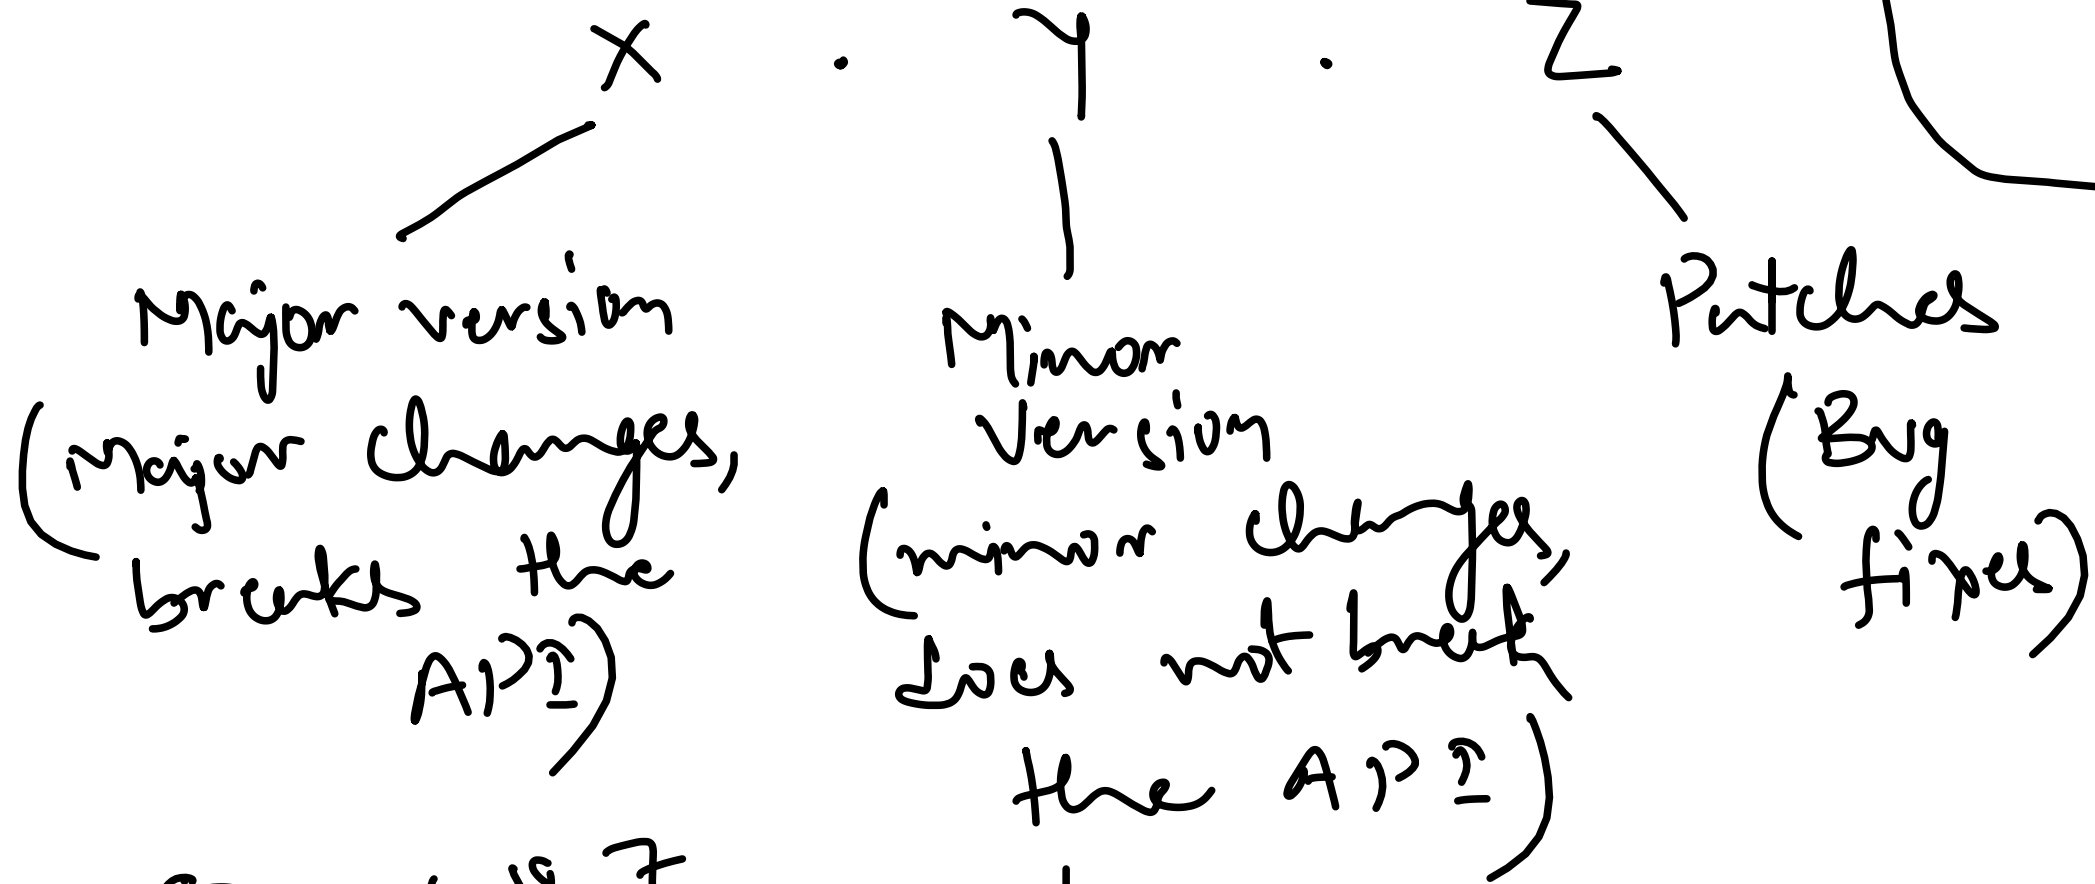 X . Y . Z
Major version
(Major changes,
breaks the
API)
Minor
Version
(minor changes,
Does not break
the API)
Patches
(Bug
fixes)